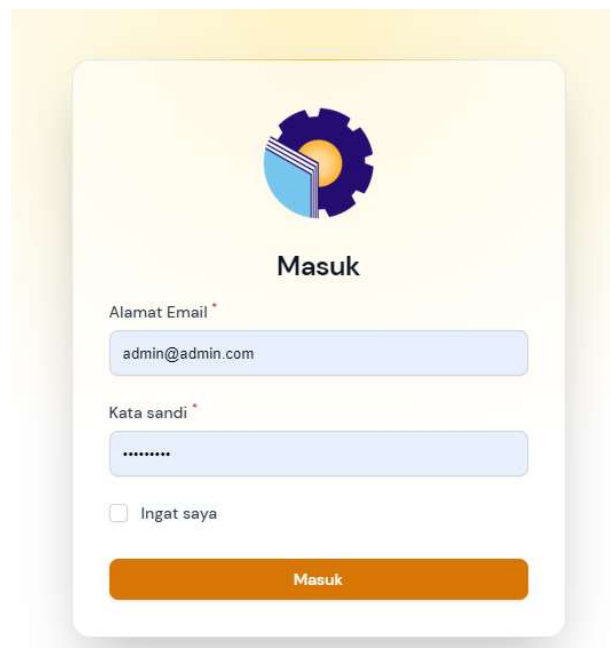 Masuk
Alamat Email *
admin@admin.com
Kata sandi *
•••••••••
Ingat saya
Masuk